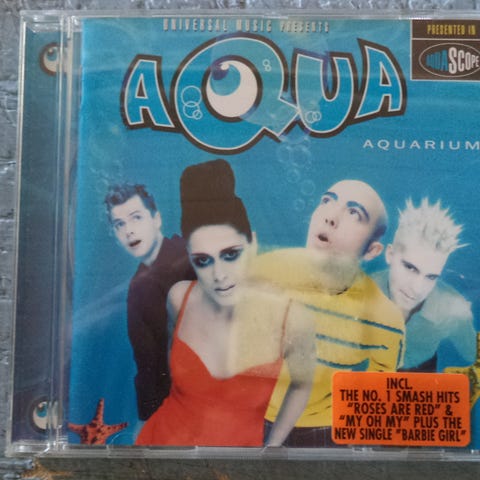 UNIVERSAL MUSIC PRESENTS
PRESENTED IN
AQUASCOPE
AQUA
AQUARIUM
INCL.
THE NO. 1 SMASH HITS
"ROSES ARE RED" &
"MY OH MY" PLUS THE
NEW SINGLE "BARBIE GIRL"